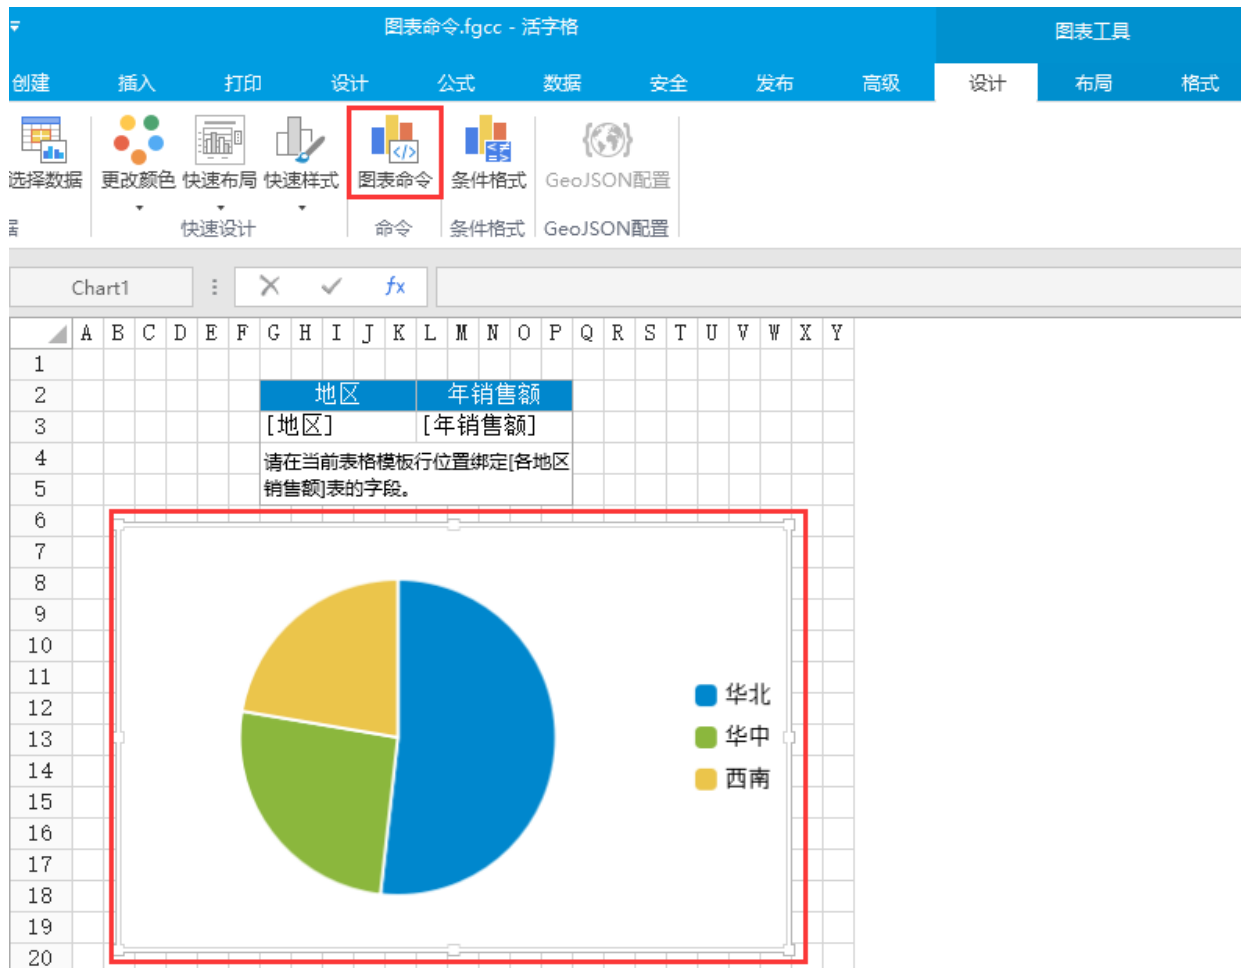 图表命令.fgcc - 活字格
图表工具
创建 插入 打印 设计 公式 数据 安全 发布 高级 设计 布局 格式
选择数据 更改颜色 快速布局 快速样式 图表命令 条件格式 GeoJSON配置
快速设计 命令 条件格式 GeoJSON配置
Chart1 fx
A B C D E F G H I J K L M N O P Q R S T U V W X Y
1
2 地区 年销售额
3 [地区] [年销售额]
4 请在当前表格模板行位置绑定[各地区
5 销售额]表的字段。
6
7
8
9
10
11
12 华北
13 华中
14 西南
15
16
17
18
19
20